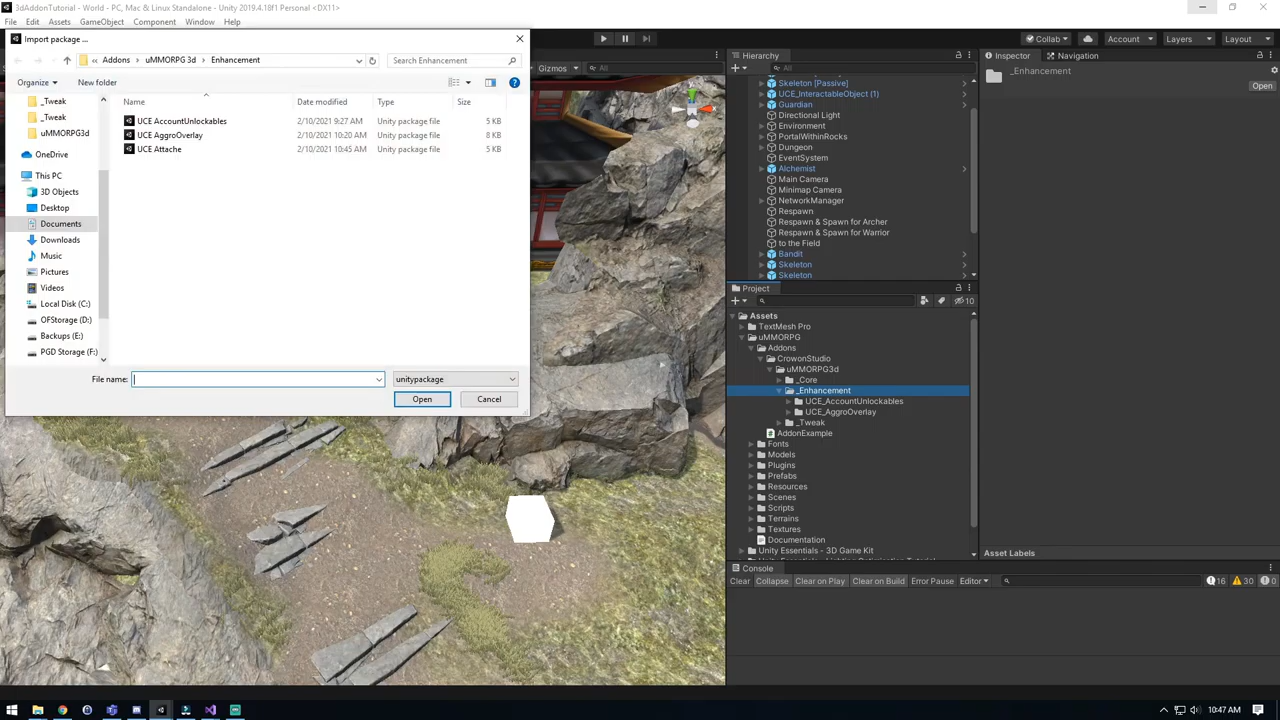 3dAddonTutorial - World - PC, Mac & Linux Standalone - Unity 2019.4.18f1 Personal <DX11>
File Edit Assets GameObject Component Window Help
Import package ...
Collab Account Layers Layout
« Addons > uMMORPG 3d > Enhancement
Search Enhancement
Gizmos All
Organize New folder
Name Date modified Type Size
UCE AccountUnlockables 2/10/2021 9:27 AM Unity package file 5 KB
UCE AggroOverlay 2/10/2021 10:20 AM Unity package file 8 KB
UCE Attache 2/10/2021 10:45 AM Unity package file 5 KB
_Tweak
_Tweak
uMMORPG3d
OneDrive
This PC
3D Objects
Desktop
Documents
Downloads
Music
Pictures
Videos
Local Disk (C:)
OFStorage (D:)
Backups (E:)
PGD Storage (F:)
File name:
unitypackage
Open Cancel
Hierarchy
All
Skeleton [Passive]
UCE_InteractableObject (1)
Guardian
Directional Light
Environment
PortalWithinRocks
Dungeon
EventSystem
Alchemist
Main Camera
Minimap Camera
NetworkManager
Respawn
Respawn & Spawn for Archer
Respawn & Spawn for Warrior
to the Field
Bandit
Skeleton
Skeleton
Project
10
Assets
TextMesh Pro
uMMORPG
Addons
CrowonStudio
uMMORPG3d
_Core
_Enhancement
UCE_AccountUnlockables
UCE_AggroOverlay
_Tweak
AddonExample
Fonts
Models
Plugins
Prefabs
Resources
Scenes
Scripts
Terrains
Textures
Documentation
Unity Essentials - 3D Game Kit
Inspector Navigation
_Enhancement
Open
Asset Labels
Console
Clear Collapse Clear on Play Clear on Build Error Pause Editor 16 30 0
10:47 AM